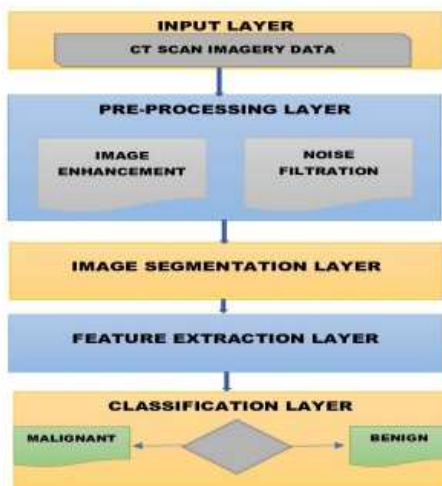 INPUT LAYER
CT SCAN IMAGERY DATA
PRE-PROCESSING LAYER
IMAGE
ENHANCEMENT
NOISE
FILTRATION
IMAGE SEGMENTATION LAYER
FEATURE EXTRACTION LAYER
CLASSIFICATION LAYER
MALIGNANT
BENIGN